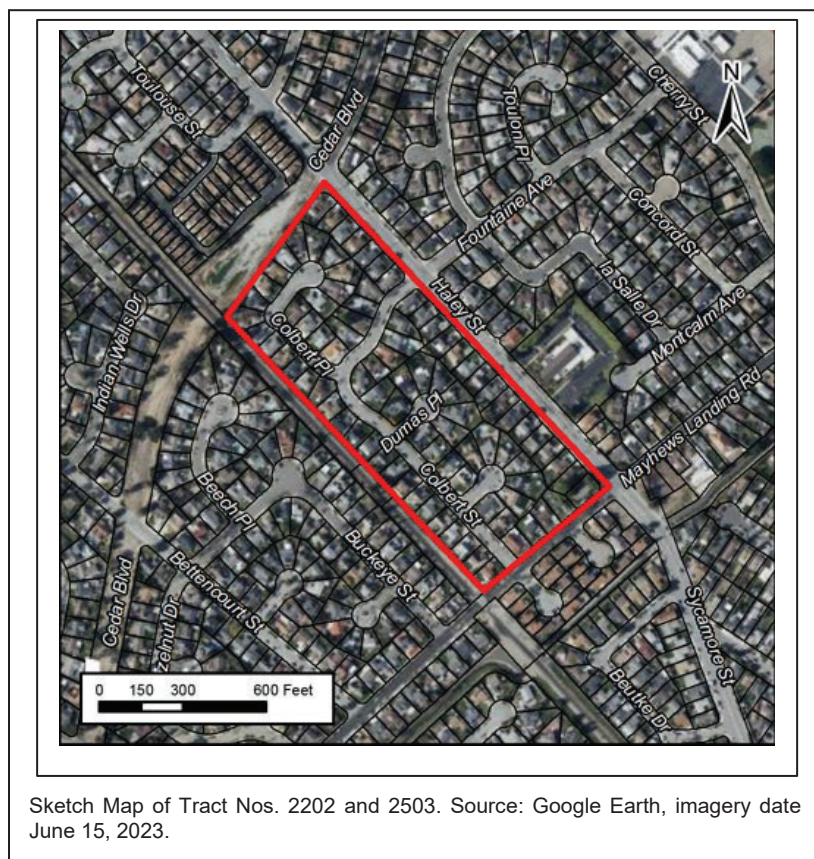 Toulouse St
Cedar Blvd
Cherry St
N
Touloni Pl
Fountaine Ave
Concord St
la Salle Dr
Haley St
Montcalm Ave
Indian Wells Dr
Colbert Pl
Dumas Pl
Mayhews Landing Rd
Beech Pl
Colbert St
Buckeye St
Bettencourt St
Cedar Blvd
zelnut Dr
Sycamore St
Beutke Dr
0 150 300 600 Feet
Sketch Map of Tract Nos. 2202 and 2503. Source: Google Earth, imagery date
June 15, 2023.